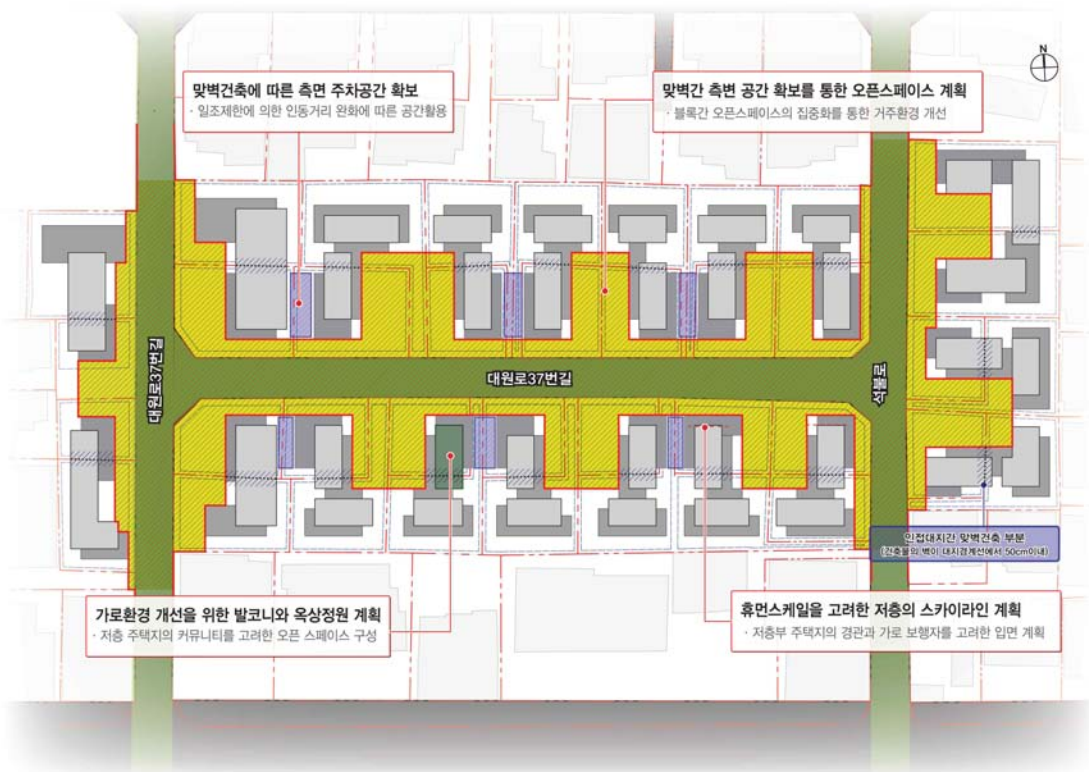 N
맞벽건축에 따른 측면 주차공간 확보
· 일조제한에 의한 인동거리 완화에 따른 공간활용
맞벽간 측변 공간 확보를 통한 오픈스페이스 계획
· 블록간 오픈스페이스의 집중화를 통한 거주환경 개선
대원로37번길
대원로37번길
석불로
인접대지간 맞벽건축 부분
(건축물의 벽이 대지경계선에서 50cm이내)
가로환경 개선을 위한 발코니와 옥상정원 계획
· 저층 주택지의 커뮤니티를 고려한 오픈 스페이스 구성
휴먼스케일을 고려한 저층의 스카이라인 계획
· 저층부 주택지의 경관과 가로 보행자를 고려한 입면 계획